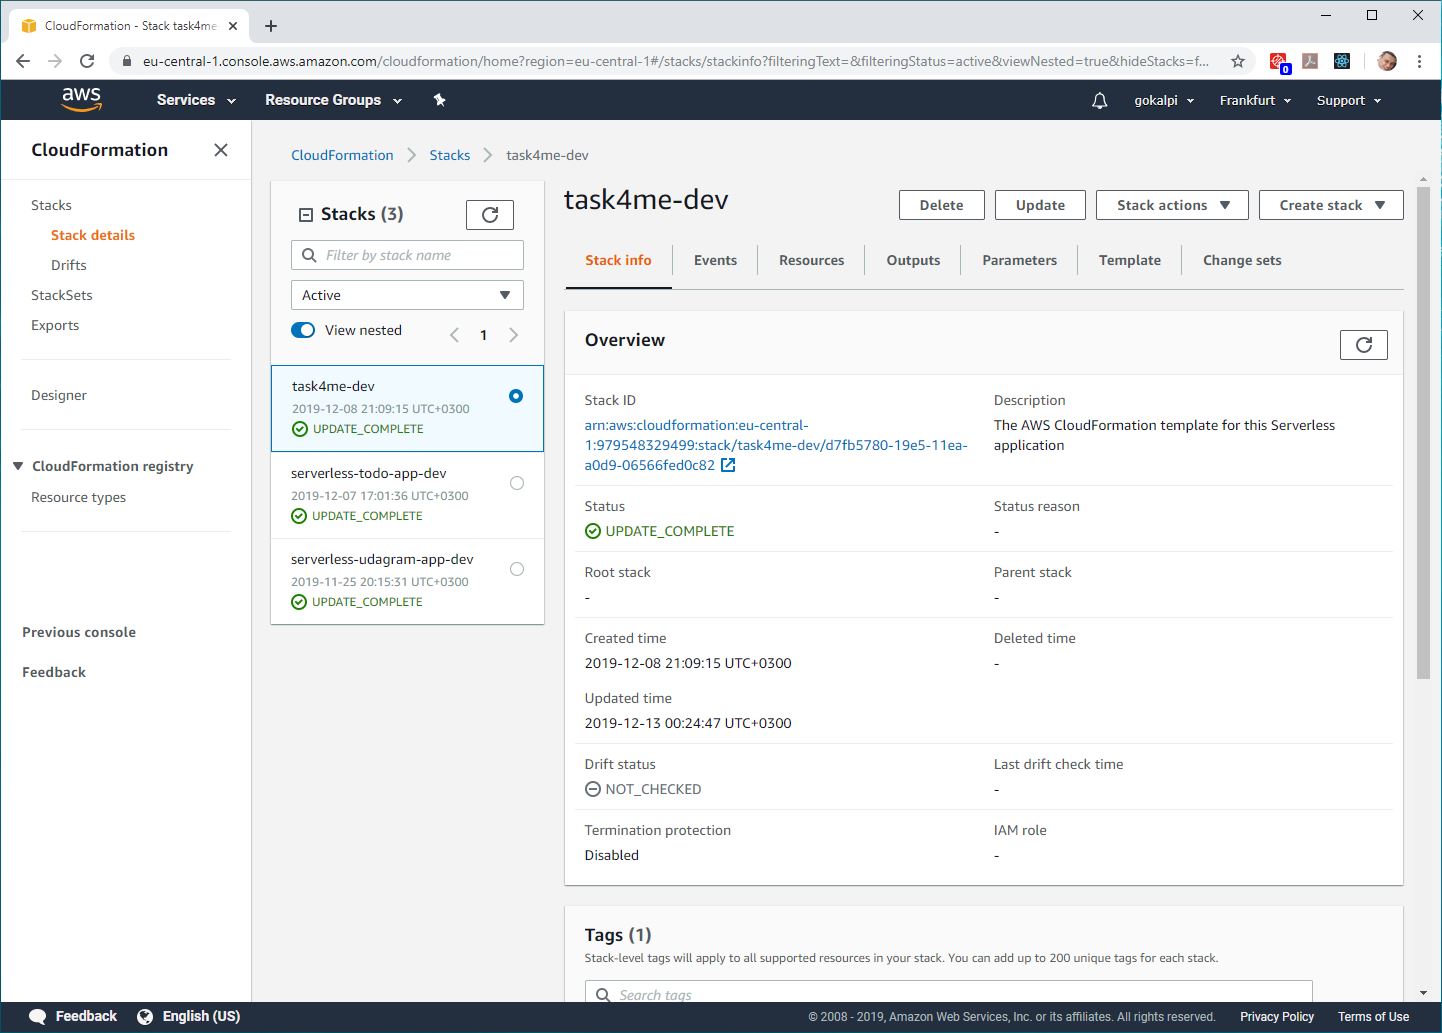 CloudFormation - Stack task4me
eu-central-1.console.aws.amazon.com/cloudformation/home?region=eu-central-1#/stacks/stackinfo?filteringText=&filteringStatus=active&viewNested=true&hideStacks=f...
0
aws
Services
Resource Groups
gokalpi
Frankfurt
Support
CloudFormation
Stacks
Stack details
Drifts
StackSets
Exports
Designer
CloudFormation registry
Resource types
Previous console
Feedback
CloudFormation
Stacks
task4me-dev
Stacks (3)
Filter by stack name
Active
View nested
1
task4me-dev
2019-12-08 21:09:15 UTC+0300
UPDATE_COMPLETE
serverless-todo-app-dev
2019-12-07 17:01:36 UTC+0300
UPDATE_COMPLETE
serverless-udagram-app-dev
2019-11-25 20:15:31 UTC+0300
UPDATE_COMPLETE
task4me-dev
Delete
Update
Stack actions
Create stack
Stack info
Events
Resources
Outputs
Parameters
Template
Change sets
Overview
Stack ID
arn:aws:cloudformation:eu-central-
1:979548329499:stack/task4me-dev/d7fb5780-19e5-11ea-
a0d9-06566fed0c82
Description
The AWS CloudFormation template for this Serverless
application
Status
UPDATE_COMPLETE
Status reason
-
Root stack
-
Parent stack
-
Created time
2019-12-08 21:09:15 UTC+0300
Deleted time
-
Updated time
2019-12-13 00:24:47 UTC+0300
Drift status
NOT_CHECKED
Last drift check time
-
Termination protection
Disabled
IAM role
-
Tags (1)
Stack-level tags will apply to all supported resources in your stack. You can add up to 200 unique tags for each stack.
Search tags
Feedback
English (US)
© 2008 - 2019, Amazon Web Services, Inc. or its affiliates. All rights reserved.
Privacy Policy
Terms of Use